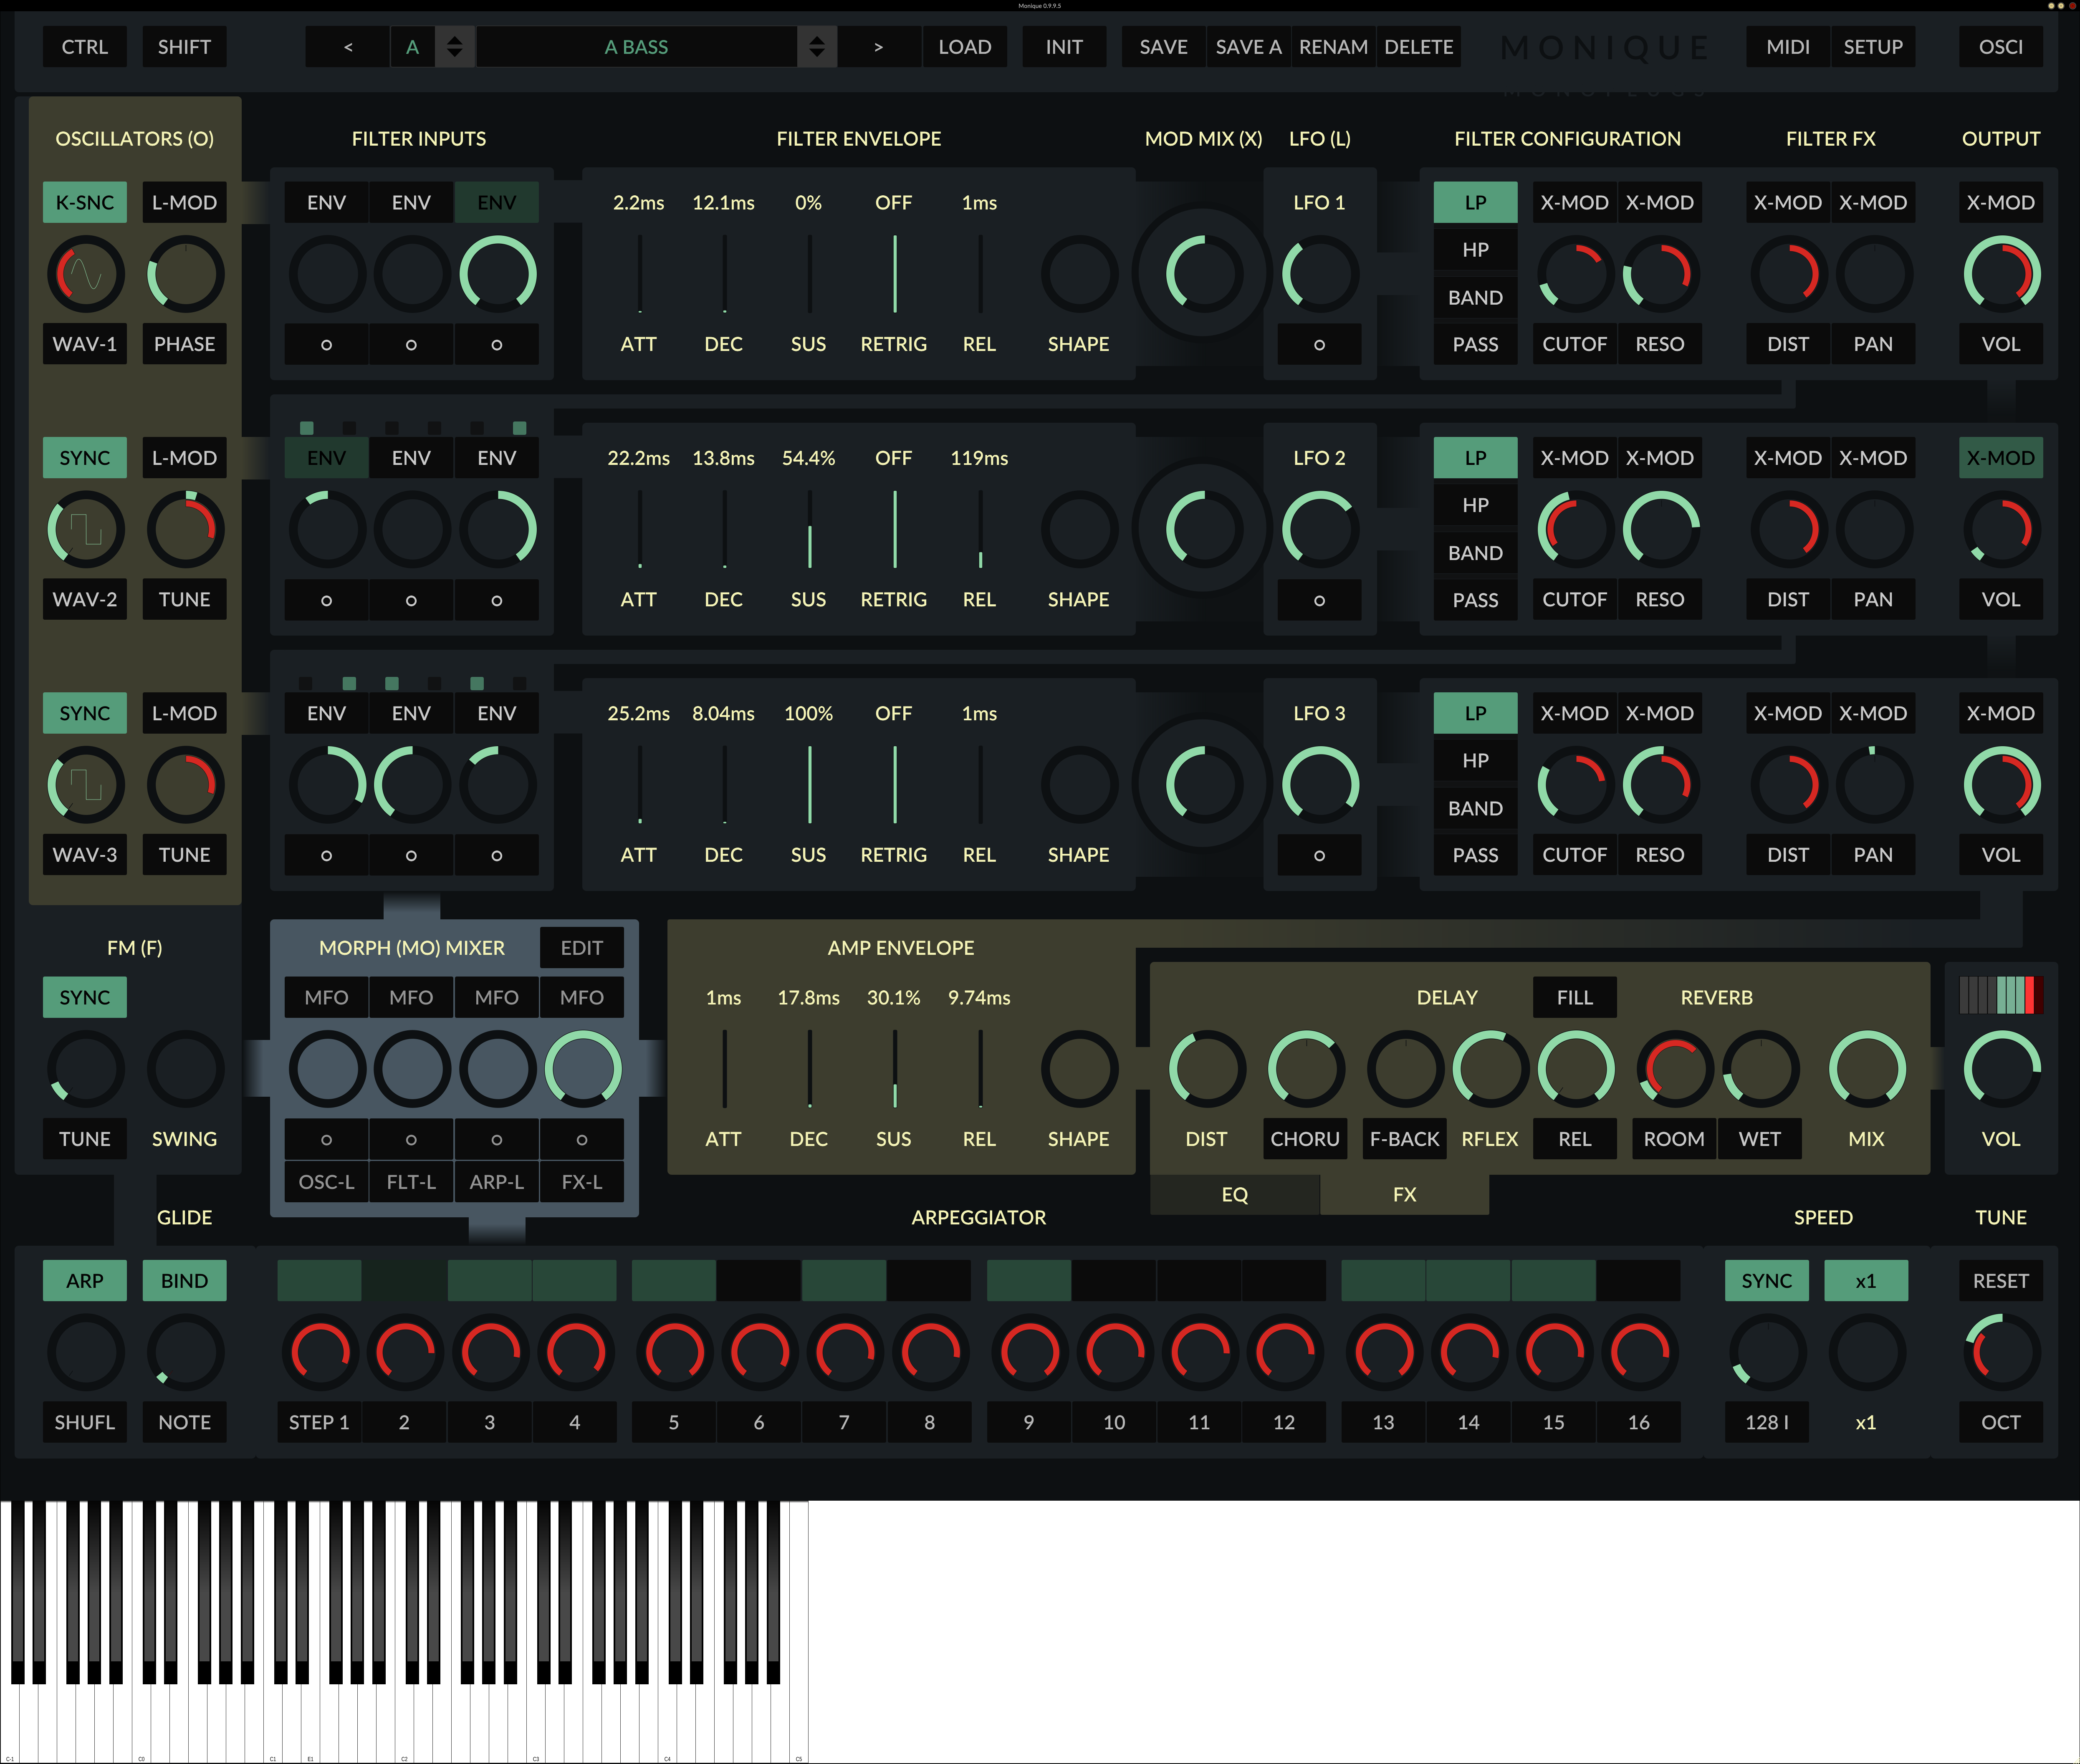 Monique 0.9.9.5
CTRL SHIFT < A A BASS > LOAD INIT SAVE SAVE A RENAM DELETE MONIQUE MIDI SETUP OSCI
OSCILLATORS (O) FILTER INPUTS FILTER ENVELOPE MOD MIX (X) LFO (L) FILTER CONFIGURATION FILTER FX OUTPUT
K-SNC L-MOD ENV ENV ENV 2.2ms 12.1ms 0% OFF 1ms LFO 1 LP X-MOD X-MOD X-MOD X-MOD X-MOD
HP
BAND
WAV-1 PHASE ATT DEC SUS RETRIG REL SHAPE PASS CUTOF RESO DIST PAN VOL
SYNC L-MOD ENV ENV ENV 22.2ms 13.8ms 54.4% OFF 119ms LFO 2 LP X-MOD X-MOD X-MOD X-MOD X-MOD
HP
BAND
WAV-2 TUNE ATT DEC SUS RETRIG REL SHAPE PASS CUTOF RESO DIST PAN VOL
SYNC L-MOD ENV ENV ENV 25.2ms 8.04ms 100% OFF 1ms LFO 3 LP X-MOD X-MOD X-MOD X-MOD X-MOD
HP
BAND
WAV-3 TUNE ATT DEC SUS RETRIG REL SHAPE PASS CUTOF RESO DIST PAN VOL
FM (F) MORPH (MO) MIXER EDIT AMP ENVELOPE
SYNC MFO MFO MFO MFO 1ms 17.8ms 30.1% 9.74ms DELAY FILL REVERB
TUNE SWING ATT DEC SUS REL SHAPE DIST CHORU F-BACK RFLEX REL ROOM WET MIX VOL
OSC-L FLT-L ARP-L FX-L EQ FX
GLIDE ARPEGGIATOR SPEED TUNE
ARP BIND SYNC x1 RESET
SHUFL NOTE STEP 1 2 3 4 5 6 7 8 9 10 11 12 13 14 15 16 128 I x1 OCT
C-1 C0 C1 E1 C2 C3 C4 C5